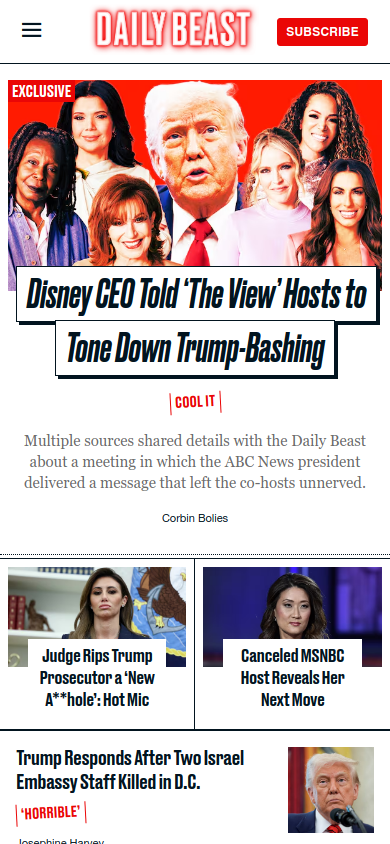 DAILY BEAST
SUBSCRIBE
EXCLUSIVE
Disney CEO Told ‘The View’ Hosts to
Tone Down Trump-Bashing
COOL IT
Multiple sources shared details with the Daily Beast
about a meeting in which the ABC News president
delivered a message that left the co-hosts unnerved.
Corbin Bolies
Judge Rips Trump
Prosecutor a ‘New
A**hole’: Hot Mic
Canceled MSNBC
Host Reveals Her
Next Move
Trump Responds After Two Israel
Embassy Staff Killed in D.C.
‘HORRIBLE’
Josephine Harvey